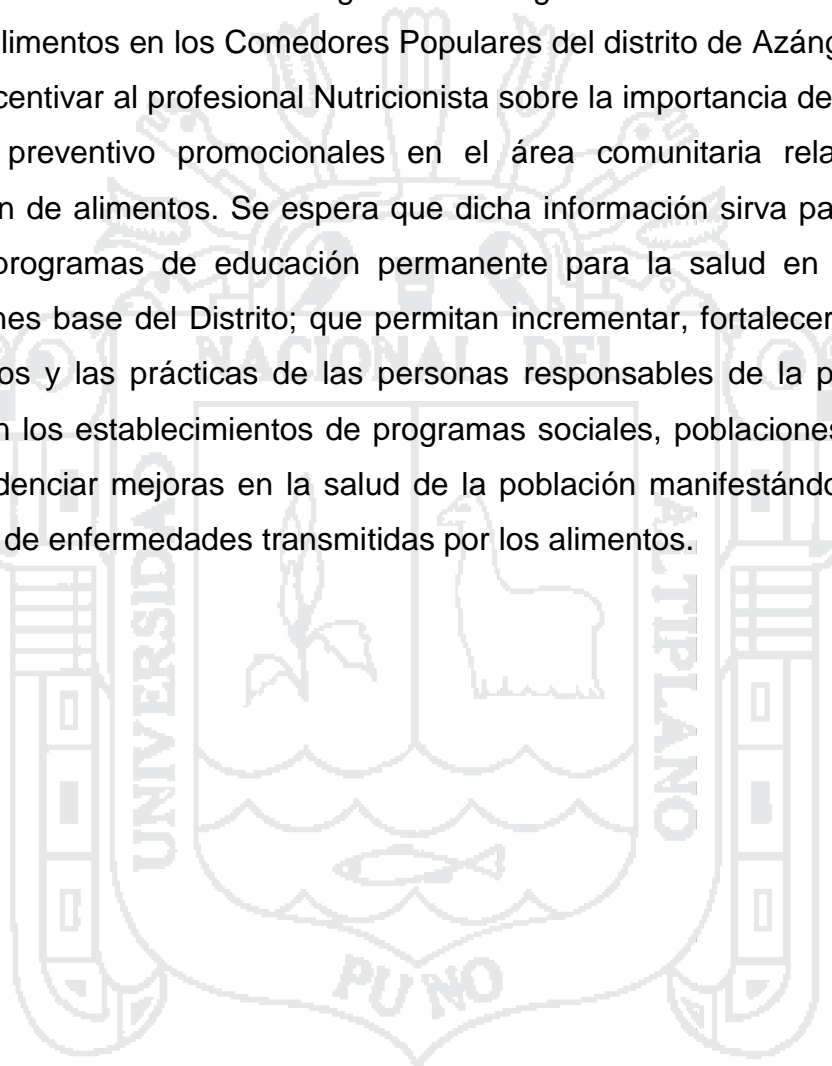 limentos en los Comedores Populares del distrito de Azáng
centivar al profesional Nutricionista sobre la importancia de
preventivo promocionales en el área comunitaria rela
n de alimentos. Se espera que dicha información sirva pa
programas de educación permanente para la salud en
nes base del Distrito; que permitan incrementar, fortalecer
os y las prácticas de las personas responsables de la p
n los establecimientos de programas sociales, poblaciones
denciar mejoras en la salud de la población manifestándo
de enfermedades transmitidas por los alimentos.
NACIONAL DEL
UNIVERSIDAD
ALTIPLANO
PUNO